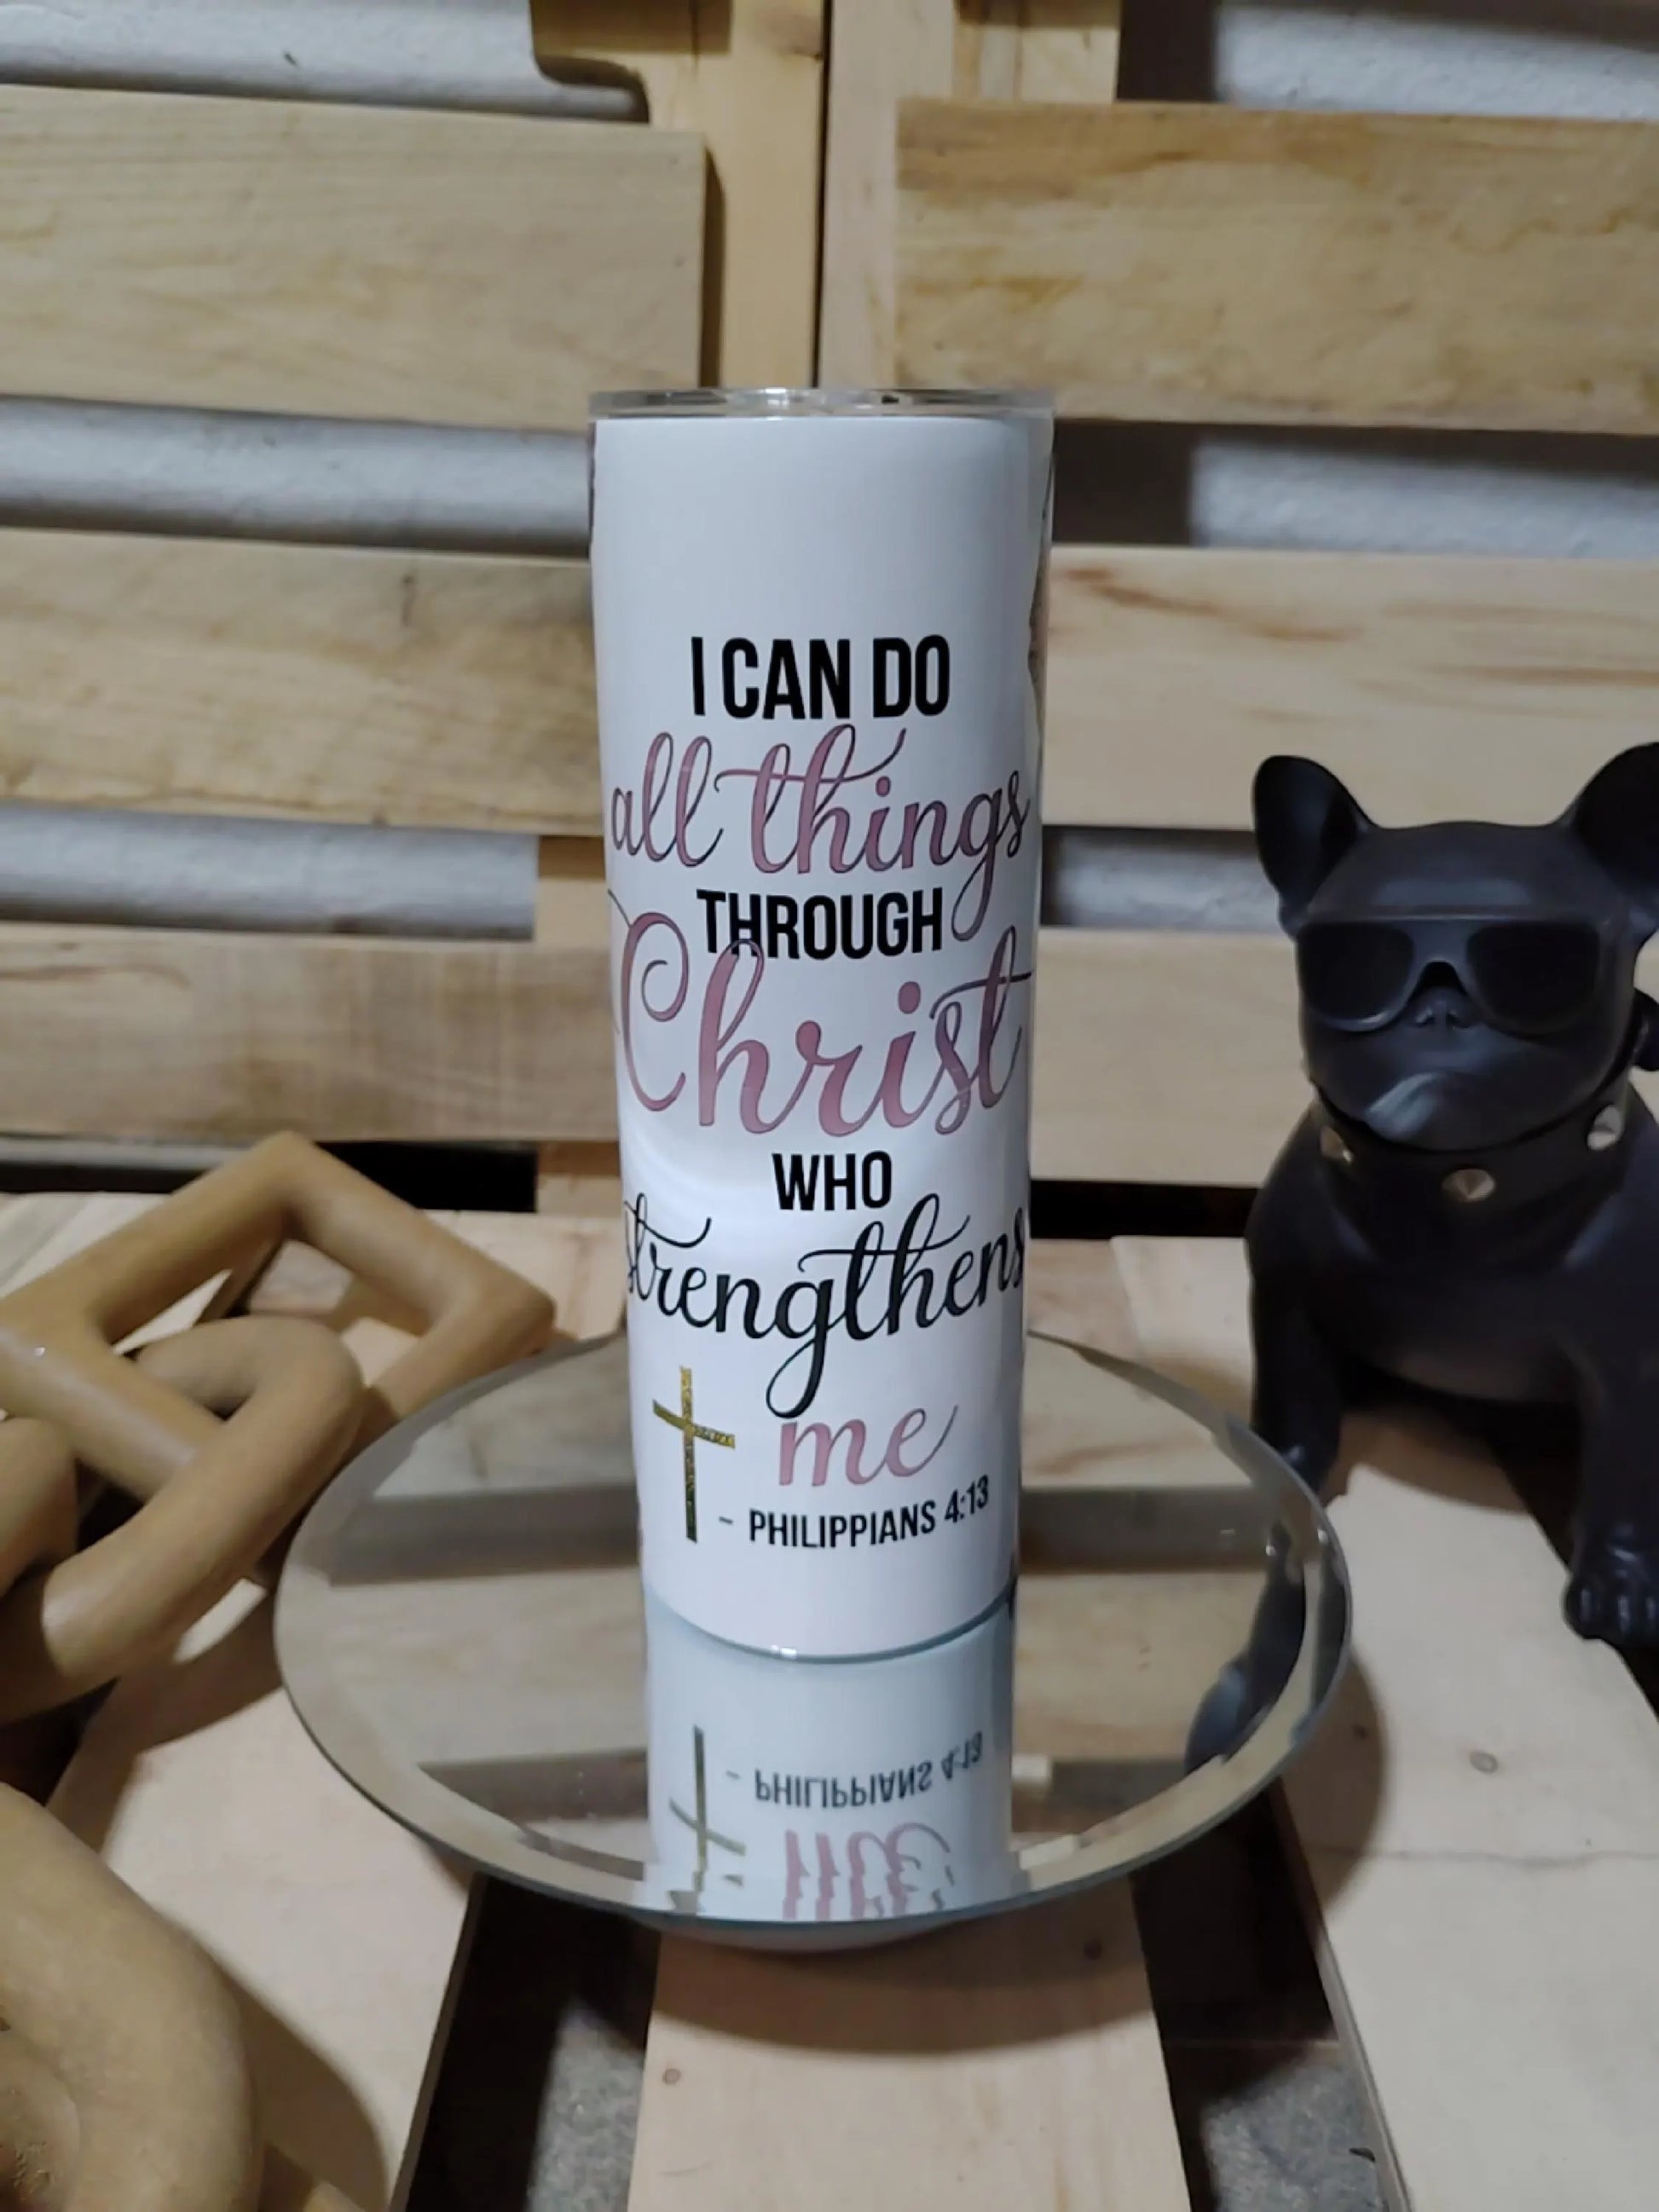 I CAN DO
all things
THROUGH
Christ
WHO
strengthens
me
- PHILIPPIANS 4:13